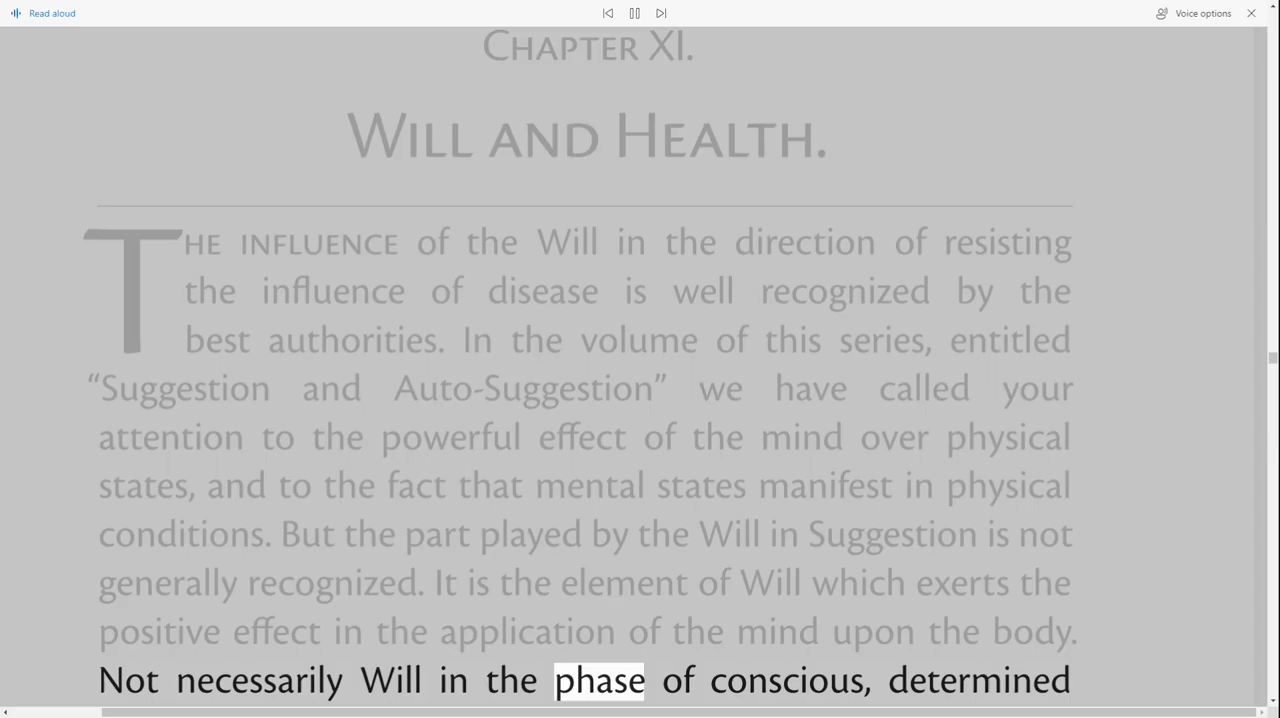 Read aloud
Voice options
CHAPTER XI.
WILL AND HEALTH.
THE INFLUENCE of the Will in the direction of resisting
the influence of disease is well recognized by the
best authorities. In the volume of this series, entitled
“Suggestion and Auto-Suggestion” we have called your
attention to the powerful effect of the mind over physical
states, and to the fact that mental states manifest in physical
conditions. But the part played by the Will in Suggestion is not
generally recognized. It is the element of Will which exerts the
positive effect in the application of the mind upon the body.
Not necessarily Will in the phase of conscious, determined